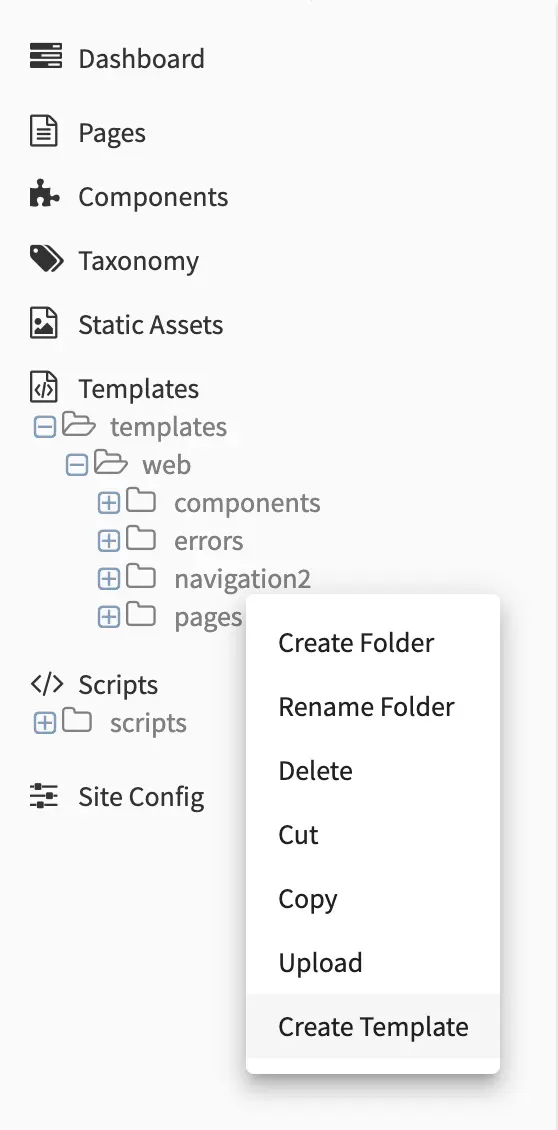 Dashboard
Pages
Components
Taxonomy
Static Assets
Templates
templates
web
components
errors
navigation2
pages
Create Folder
Scripts
Rename Folder
scripts
Delete
Site Config
Cut
Copy
Upload
Create Template